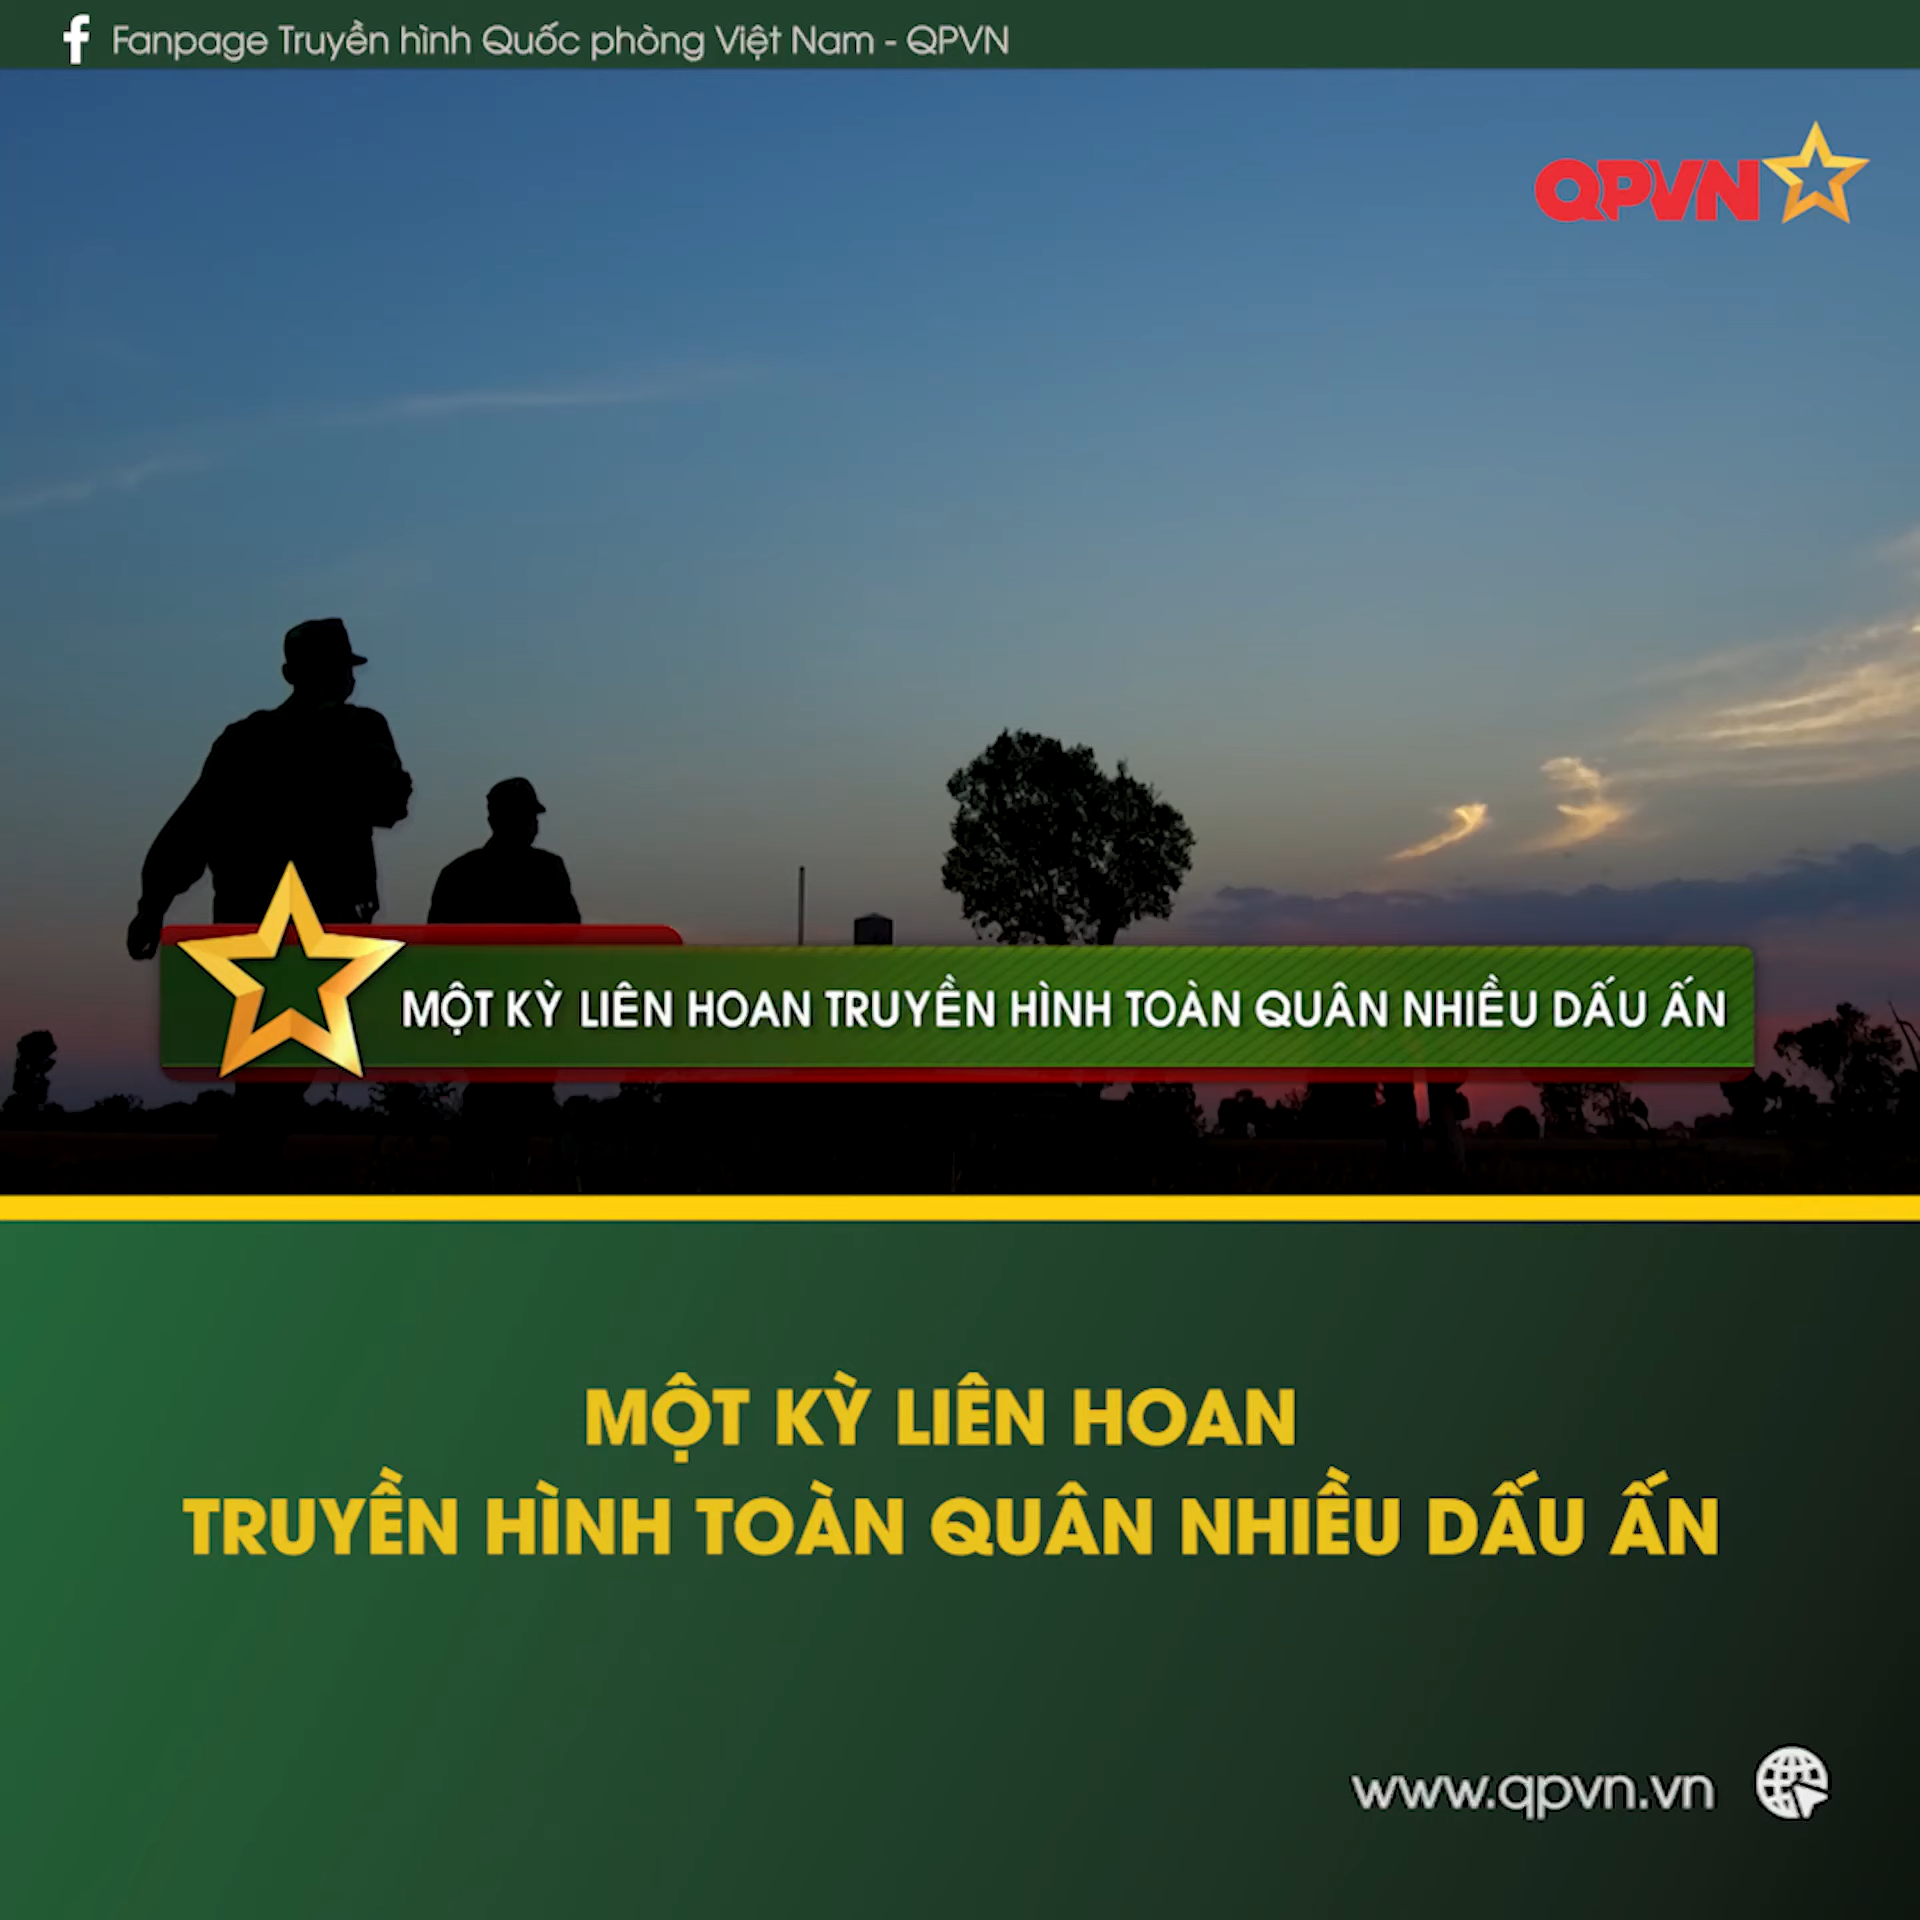 Fanpage Truyền hình Quốc phòng Việt Nam - QPVN
QPVN
MỘT KỲ LIÊN HOAN TRUYỀN HÌNH TOÀN QUÂN NHIỀU DẤU ẤN
MỘT KỲ LIÊN HOAN
TRUYỀN HÌNH TOÀN QUÂN NHIỀU DẤU ẤN
www.qpvn.vn